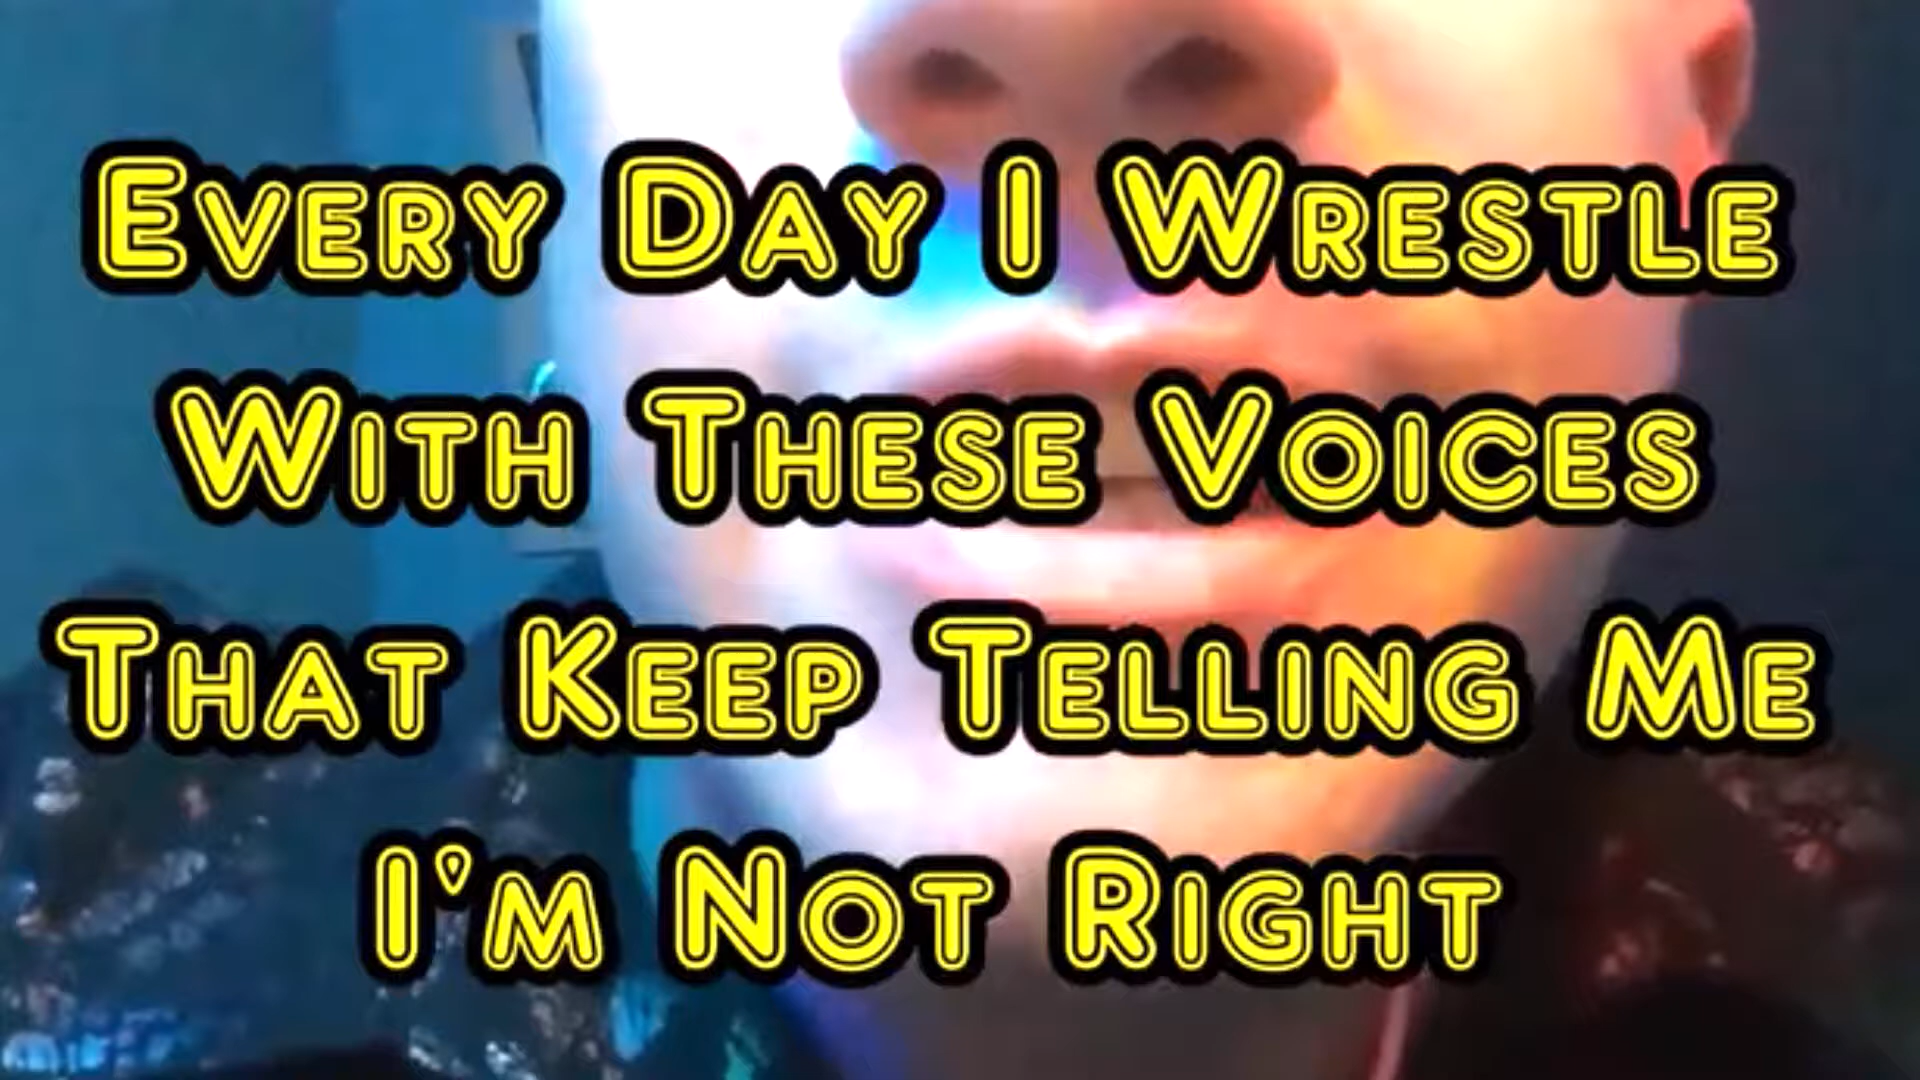 Every Day I Wrestle
With These Voices
That Keep Telling Me
I'm Not Right